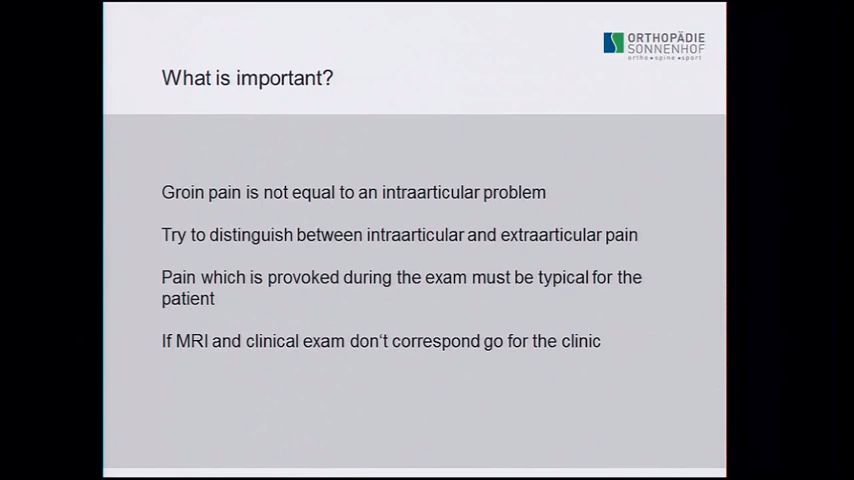 ORTHOPÄDIE
SONNENHOF
ortho • spine • sport
What is important?
Groin pain is not equal to an intraarticular problem
Try to distinguish between intraarticular and extraarticular pain
Pain which is provoked during the exam must be typical for the
patient
If MRI and clinical exam don‘t correspond go for the clinic